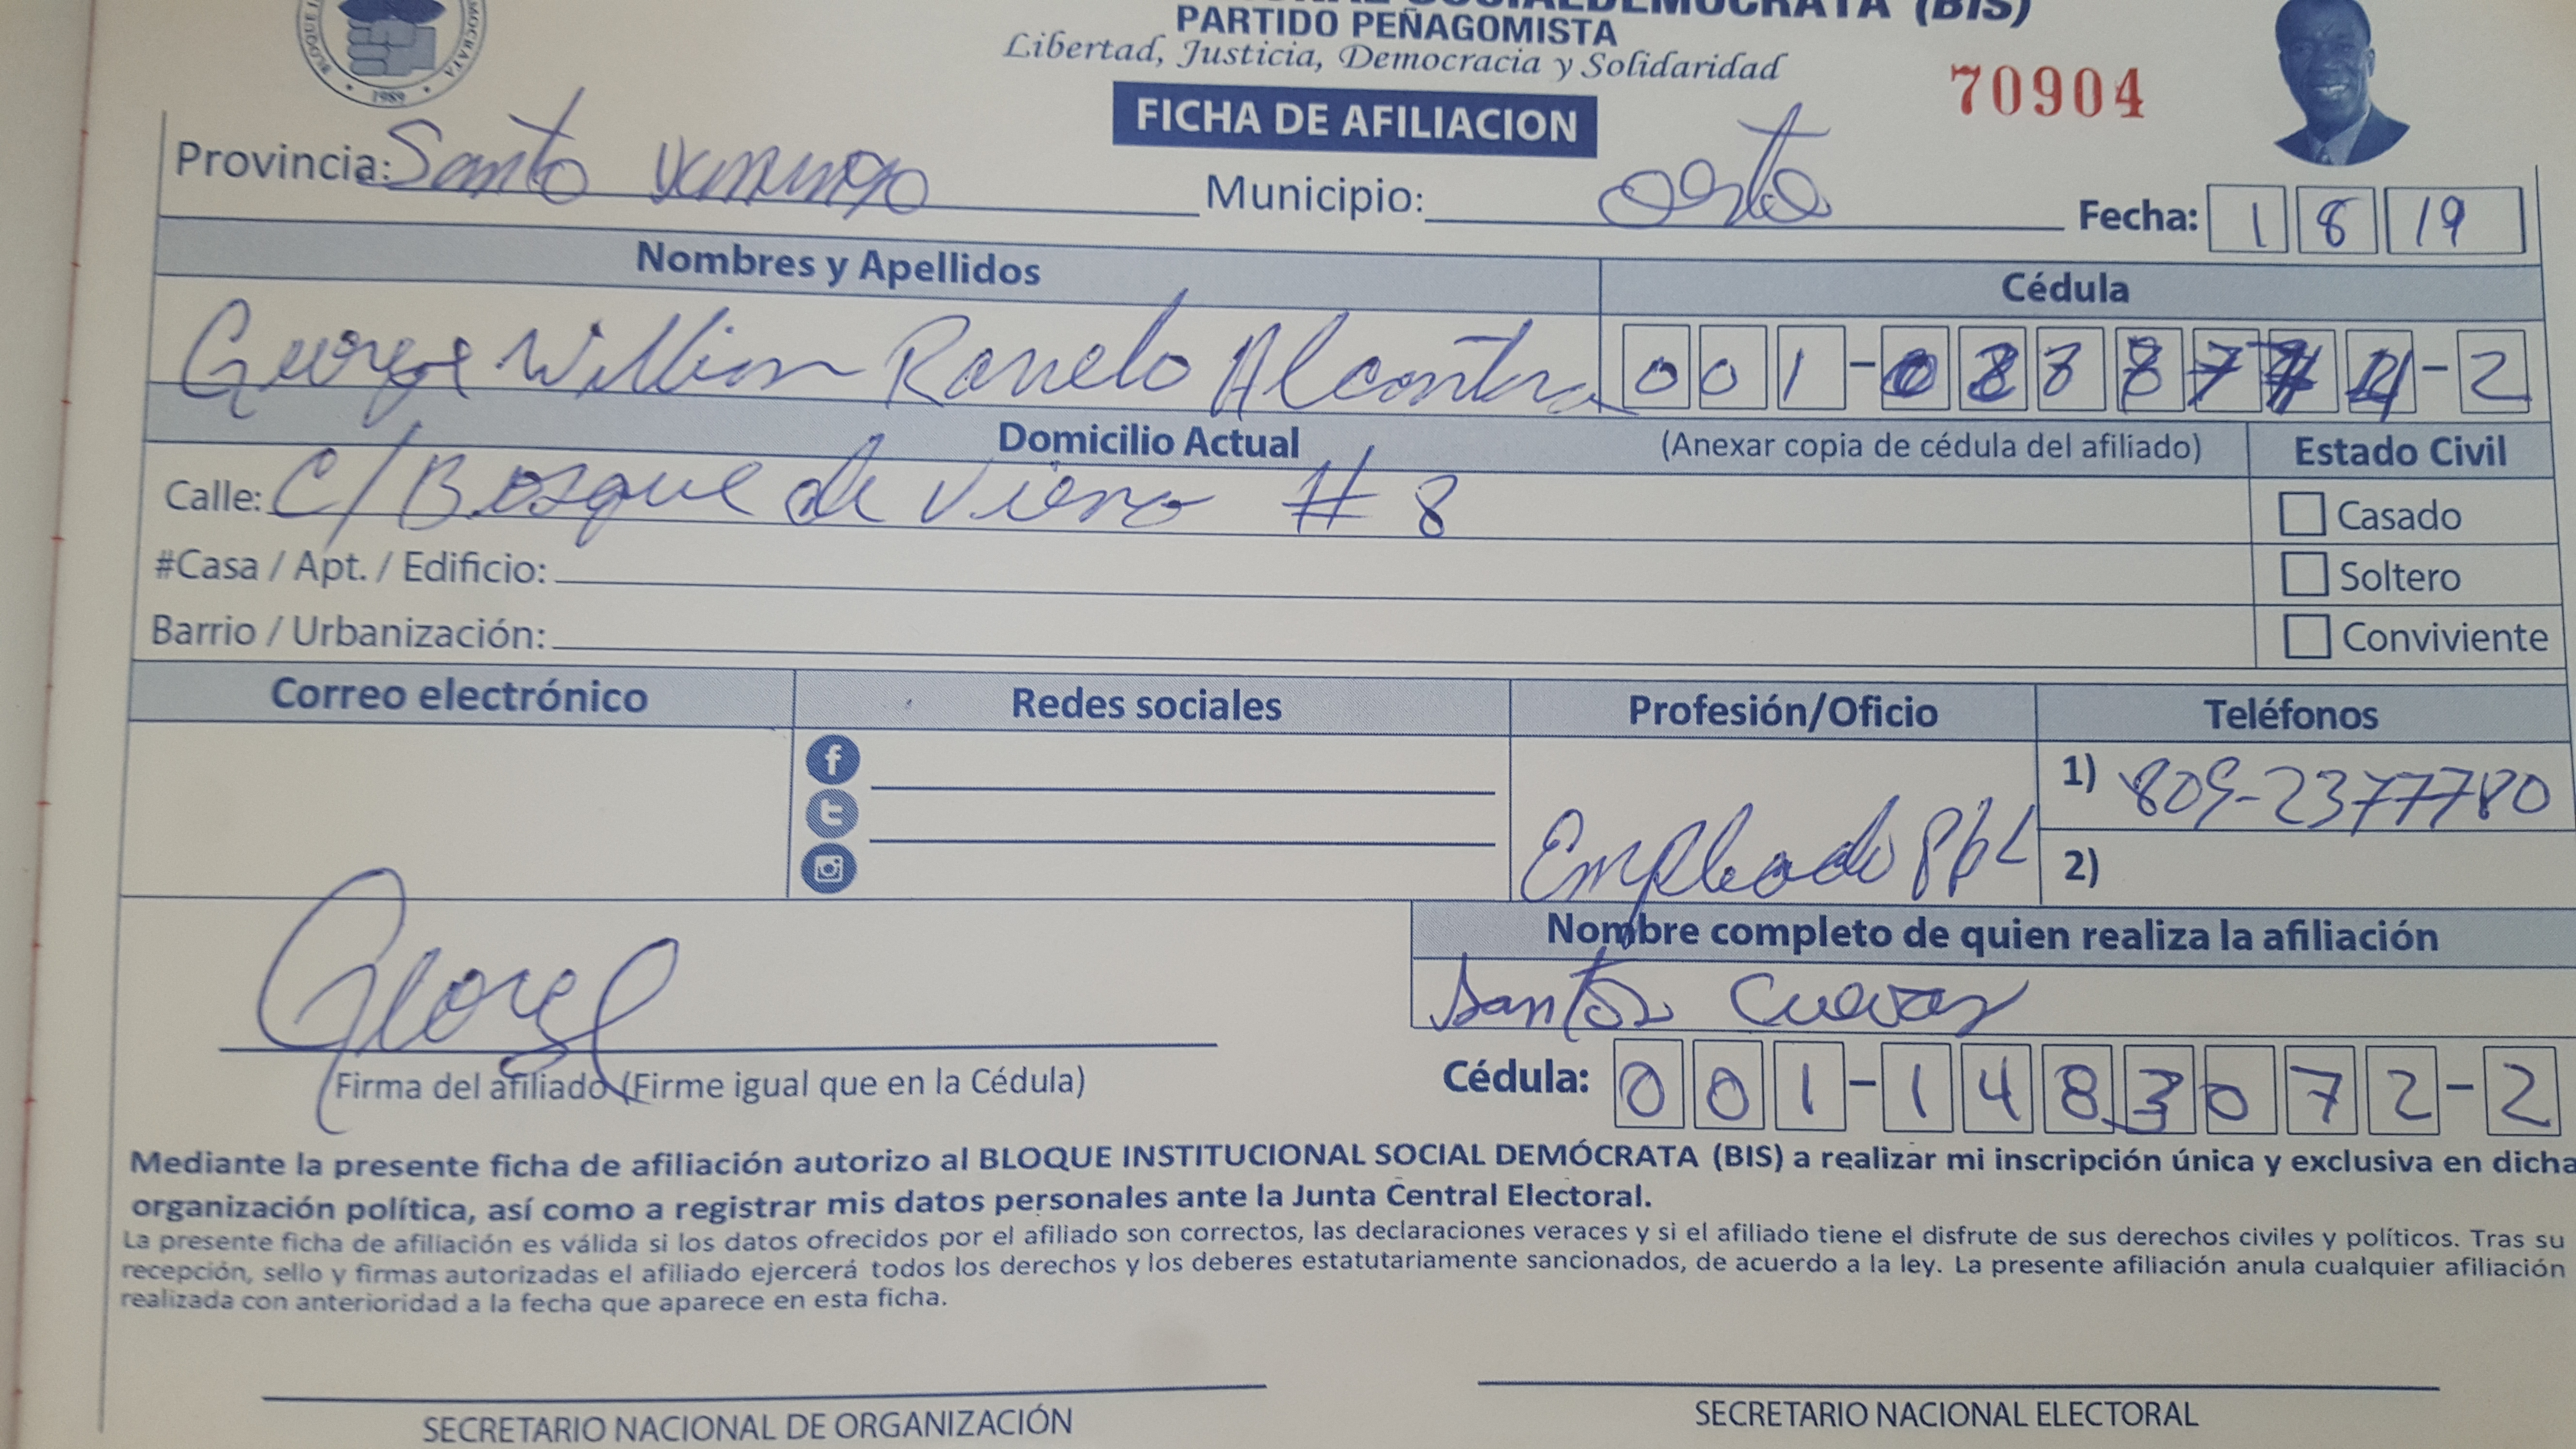 SOCIALDEMÓCRATA (BIS)
PARTIDO PEÑAGOMISTA
Libertad, Justicia, Democracia y Solidaridad
1989
70904
FICHA DE AFILIACION
Provincia: Santo Domingo Municipio: oeste Fecha: 1 8 19
Nombres y Apellidos Cédula
George William Alcantara 001- -2
Domicilio Actual (Anexar copia de cédula del afiliado) Estado Civil
Calle: C/ Bosque de Viena # 8 Casado
#Casa / Apt. / Edificio: Soltero
Barrio / Urbanización: Conviviente
Correo electrónico Redes sociales Profesión/Oficio Teléfonos
Empleado 1) 809-2377780
2)
Nombre completo de quien realiza la afiliación
Santos Cuevas
Cédula: 001-1483072-2
Firma del afiliado (Firme igual que en la Cédula)
Mediante la presente ficha de afiliación autorizo al BLOQUE INSTITUCIONAL SOCIAL DEMÓCRATA (BIS) a realizar mi inscripción única y exclusiva en dicha
organización política, así como a registrar mis datos personales ante la Junta Central Electoral.
La presente ficha de afiliación es válida si los datos ofrecidos por el afiliado son correctos, las declaraciones veraces y si el afiliado tiene el disfrute de sus derechos civiles y políticos. Tras su
recepción, sello y firmas autorizadas el afiliado ejercerá todos los derechos y los deberes estatutariamente sancionados, de acuerdo a la ley. La presente afiliación anula cualquier afiliación
realizada con anterioridad a la fecha que aparece en esta ficha.
SECRETARIO NACIONAL DE ORGANIZACIÓN SECRETARIO NACIONAL ELECTORAL